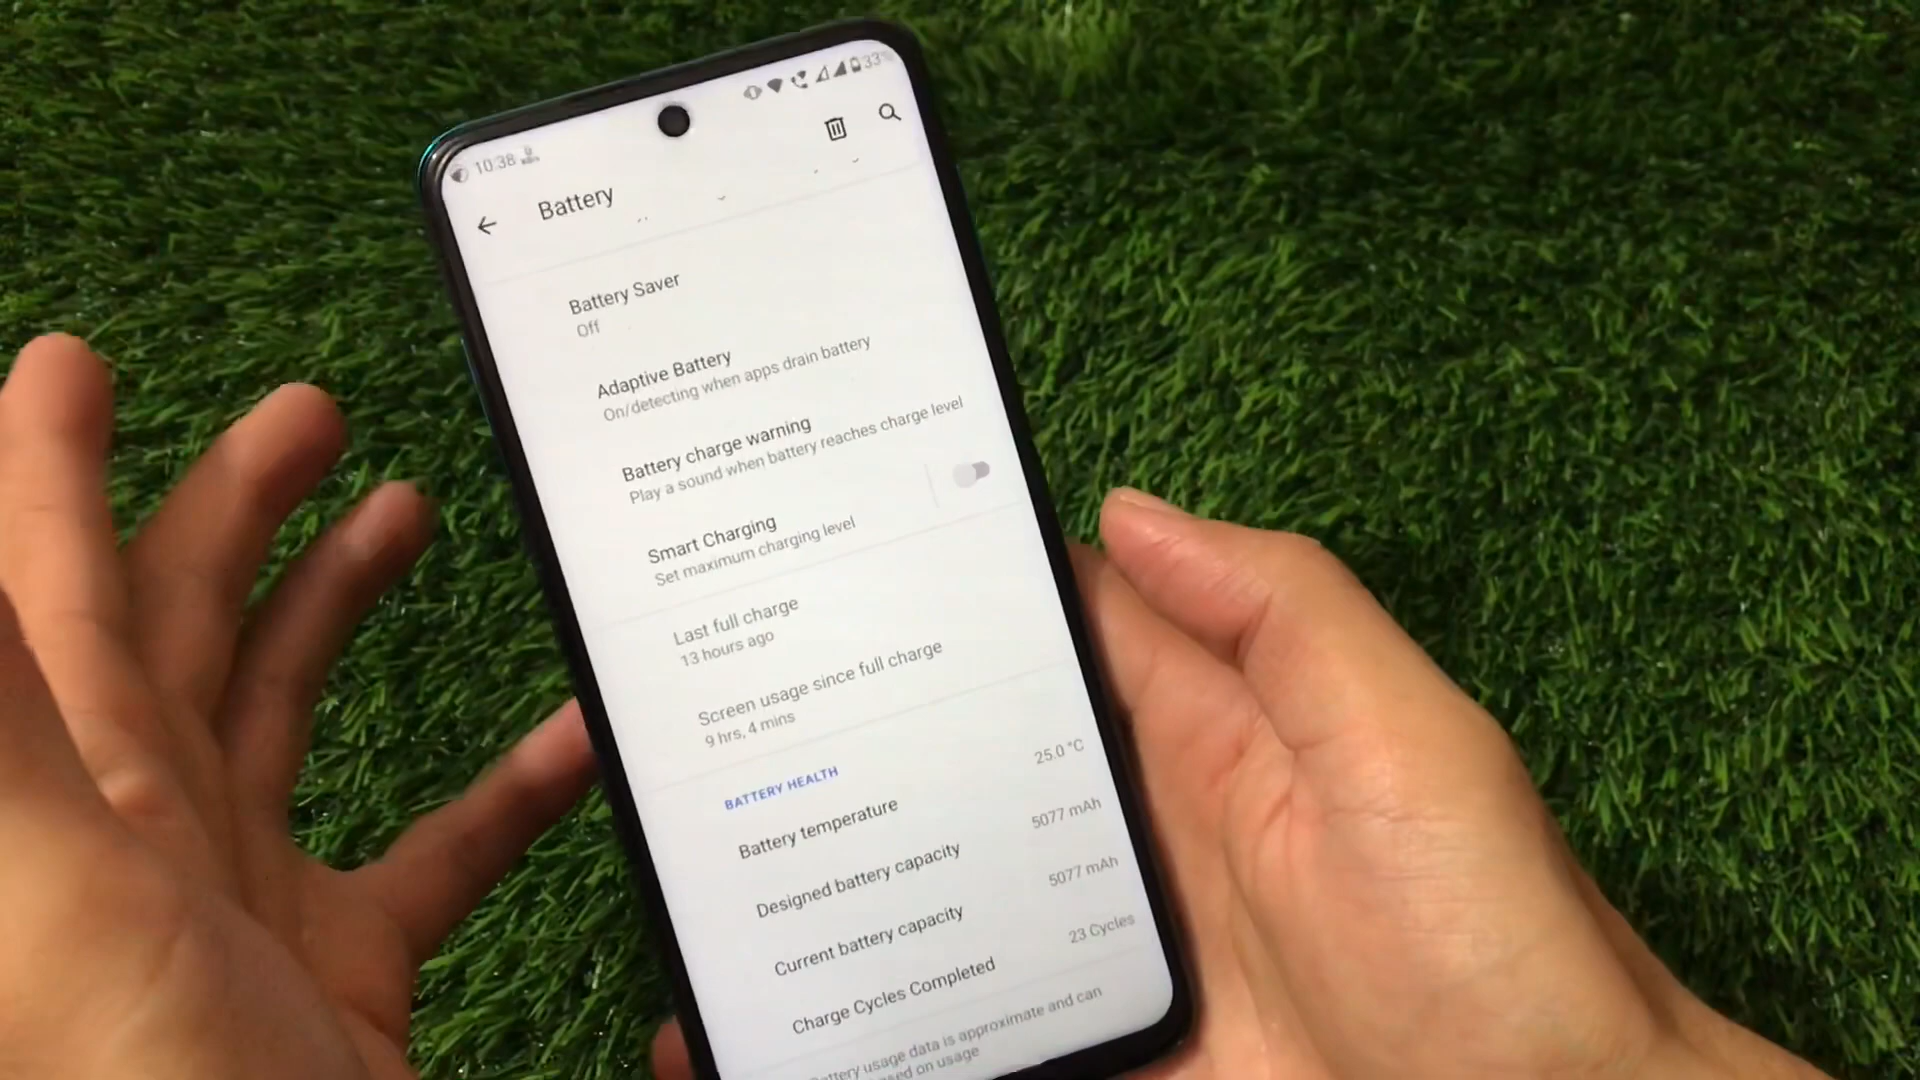 10:38
33%
Battery
Battery Saver
Off
Adaptive Battery
On/detecting when apps drain battery
Battery charge warning
Play a sound when battery reaches charge level
Smart Charging
Set maximum charging level
Last full charge
13 hours ago
Screen usage since full charge
9 hrs, 4 mins
BATTERY HEALTH
Battery temperature 25.0 °C
Designed battery capacity 5077 mAh
Current battery capacity 5077 mAh
Charge Cycles Completed 23 Cycles
usage data is approximate and can
on usage